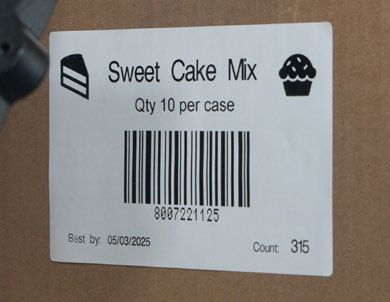 Sweet Cake Mix
Qty 10 per case
8007221125
Best by: 05/03/2025
Count: 315